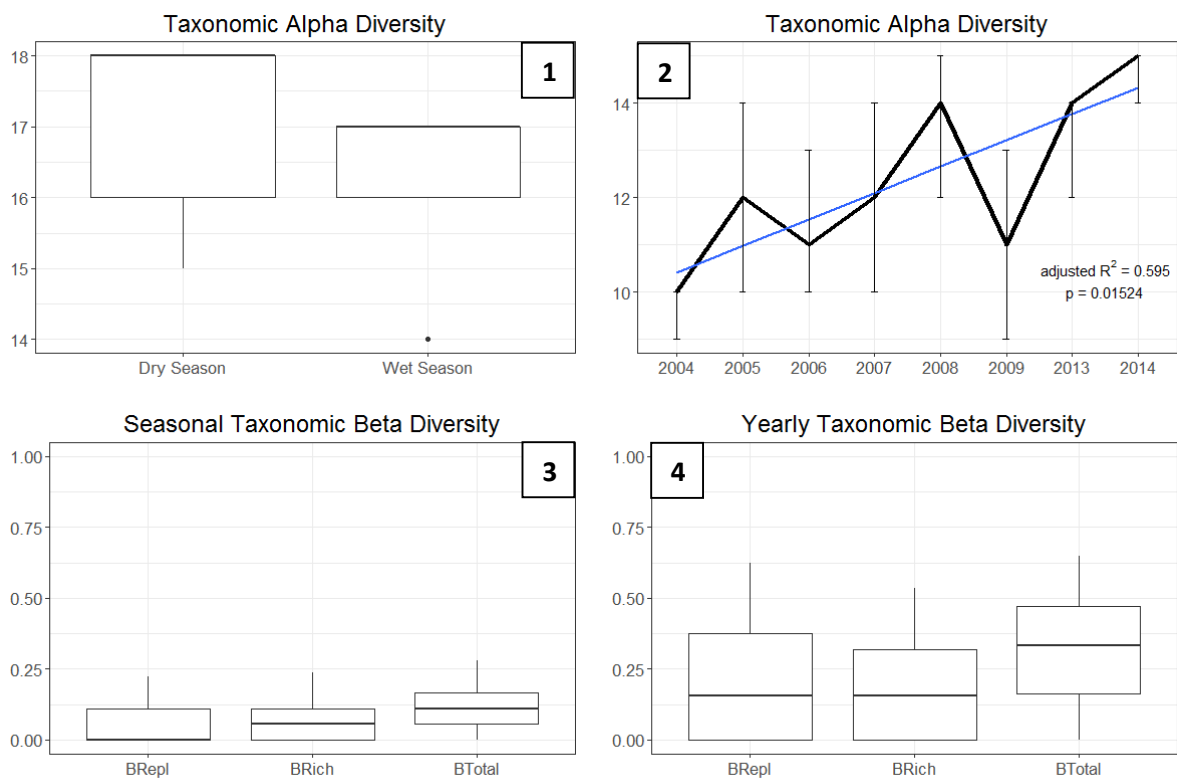 Taxonomic Alpha Diversity
1
18
17
16
15
14
Dry Season Wet Season
Taxonomic Alpha Diversity
2
14
12
10
adjusted R² = 0.595
p = 0.01524
2004 2005 2006 2007 2008 2009 2013 2014
Seasonal Taxonomic Beta Diversity
3
1.00
0.75
0.50
0.25
0.00
BRepl BRich BTotal
Yearly Taxonomic Beta Diversity
4
1.00
0.75
0.50
0.25
0.00
BRepl BRich BTotal